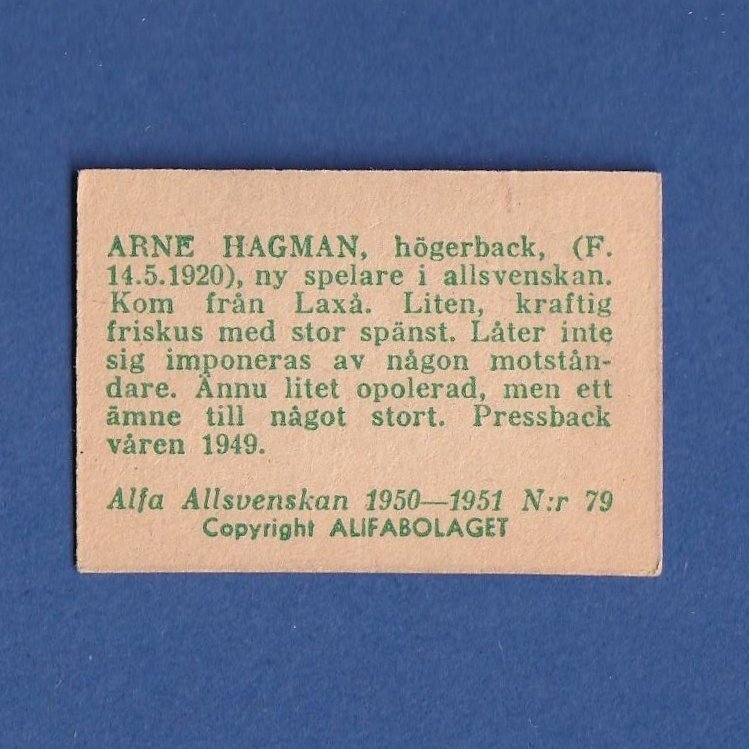 ARNE HAGMAN, högerback, (F.
14.5.1920), ny spelare i allsvenskan.
Kom från Laxå. Liten, kraftig
friskus med stor spänst. Låter inte
sig imponeras av någon motstån-
dare. Ännu litet opolerad, men ett
ämne till något stort. Pressback
våren 1949.
Alfa Allsvenskan 1950—1951 N:r 79
Copyright ALIFABOLAGET